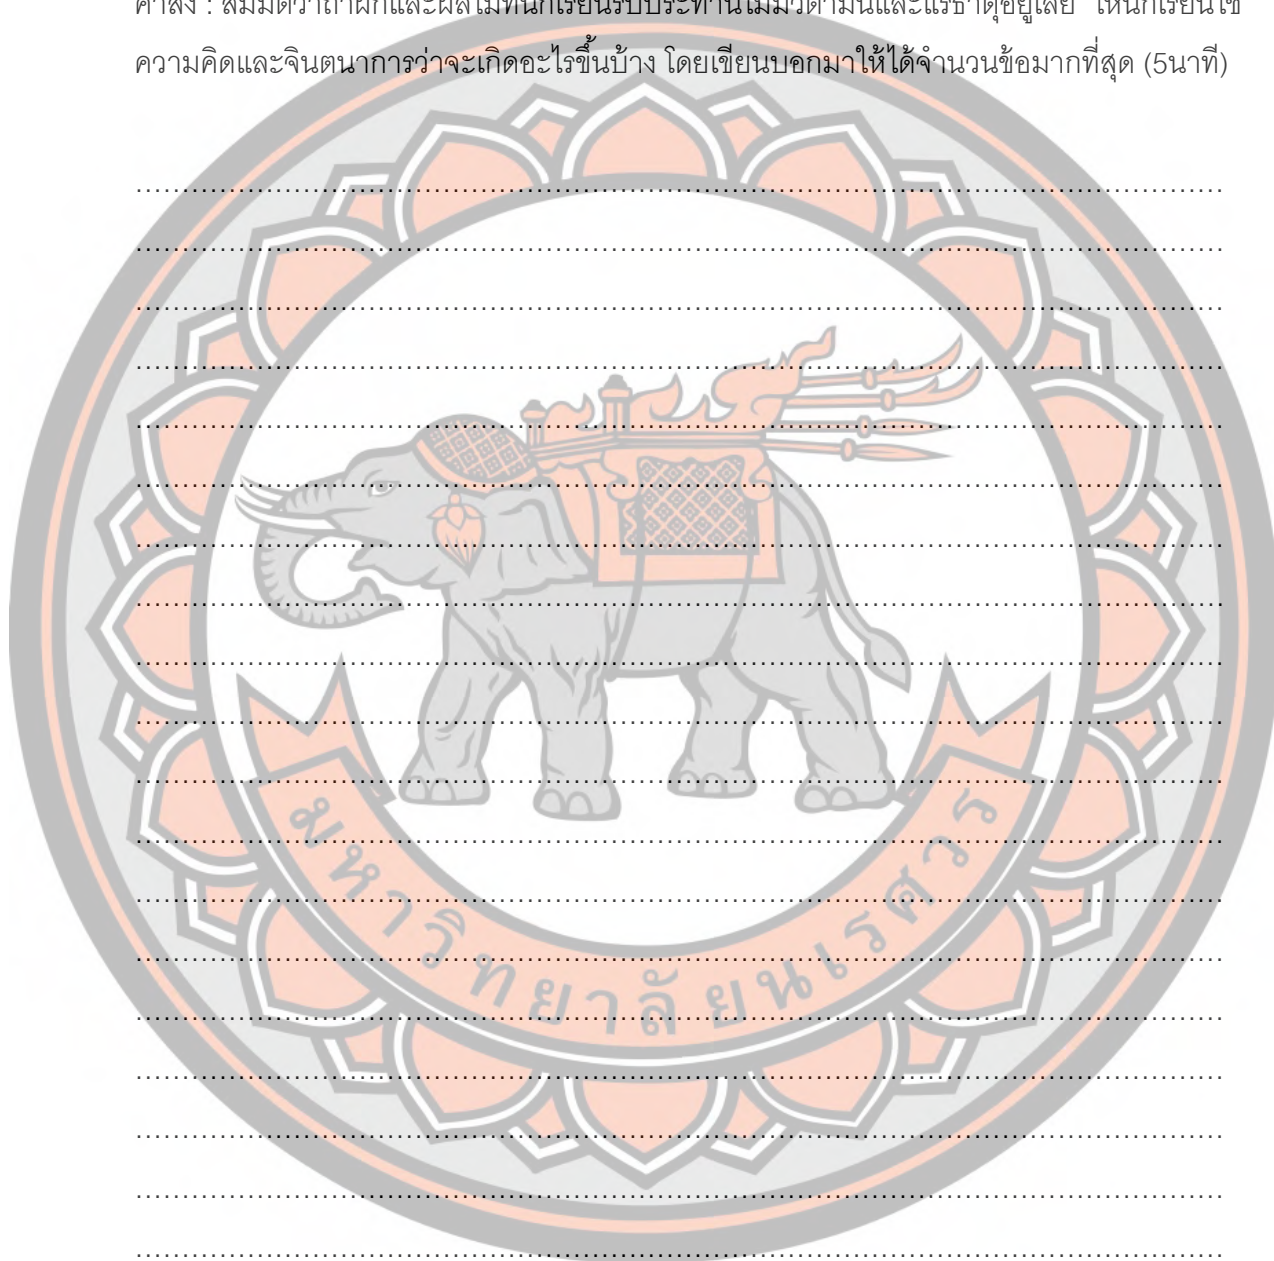 คำสั่ง : สมมติว่าถ้าผักและผลไม้ที่นักเรียนรับประทานไม่มีวิตามินและแร่ธาตุอยู่เลย ให้นักเรียนใช้
ความคิดและจินตนาการว่าจะเกิดอะไรขึ้นบ้าง โดยเขียนบอกมาให้ได้จำนวนข้อมากที่สุด (5นาที)
มหาวิทยาลัยนเรศวร